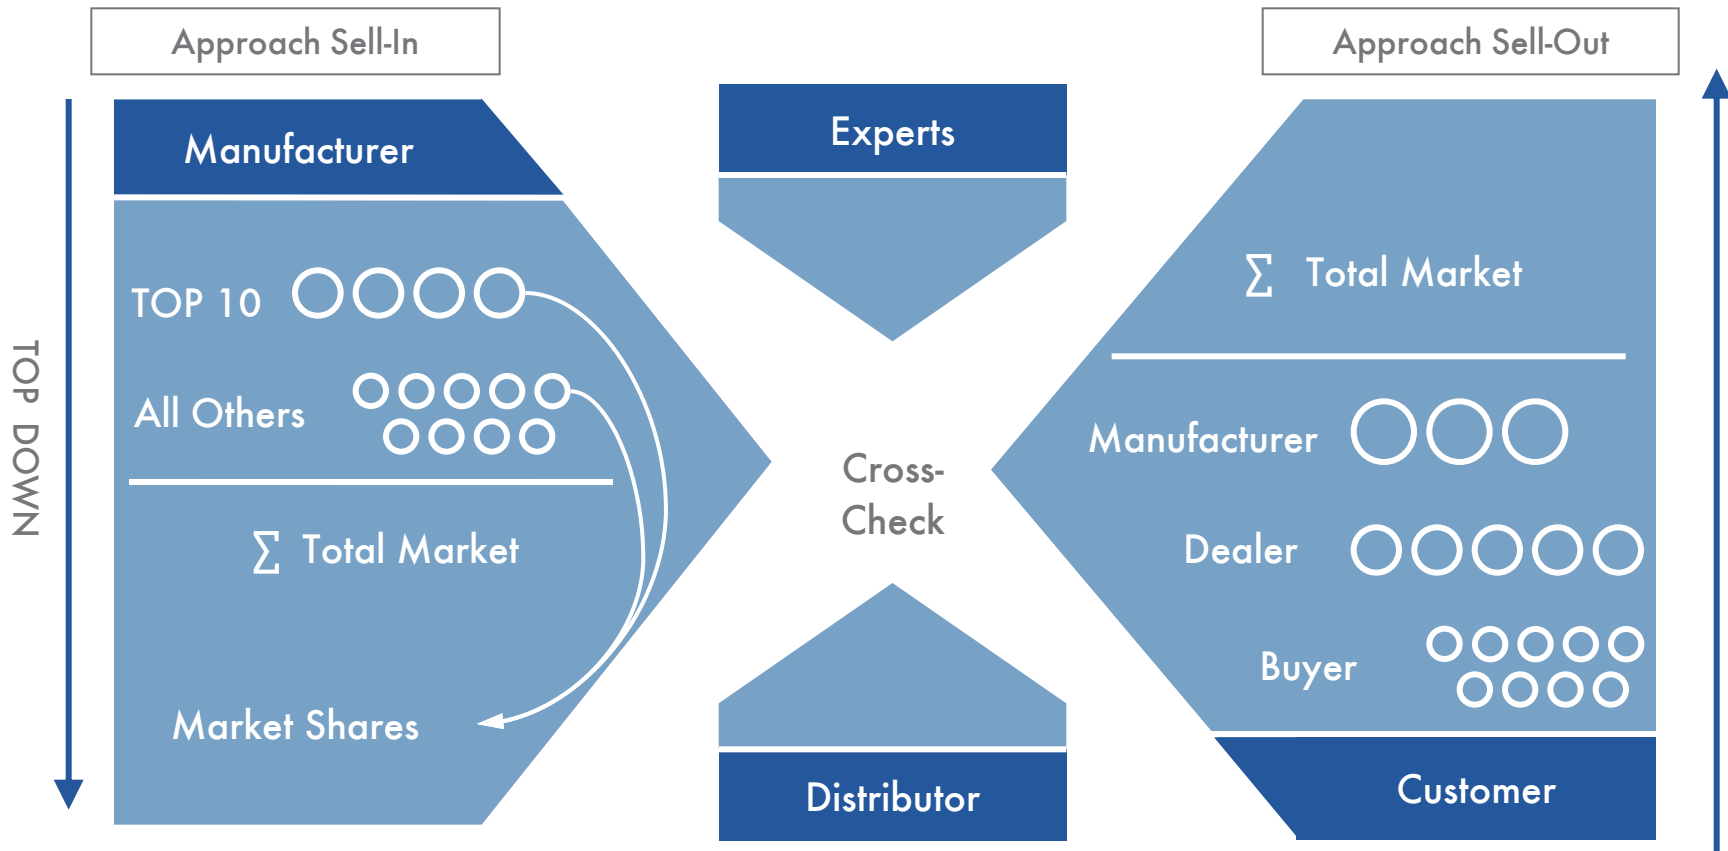 Approach Sell-In
Manufacturer
TOP 10
All Others
∑ Total Market
Market Shares
TOP DOWN
Experts
Cross-
Check
Distributor
Approach Sell-Out
∑ Total Market
Manufacturer
Dealer
Buyer
Customer